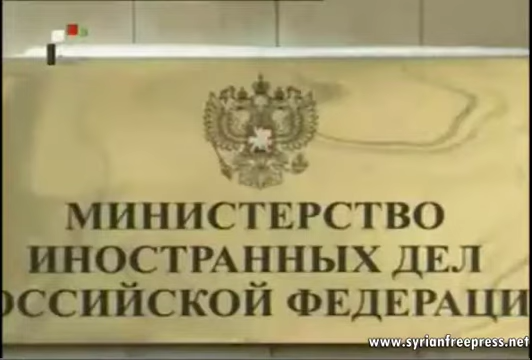 МИНИСТЕРСТВО
ИНОСТРАННЫХ ДЕЛ
ОССИЙСКОЙ ФЕДЕРАЦИ
www.syrianfreepress.net